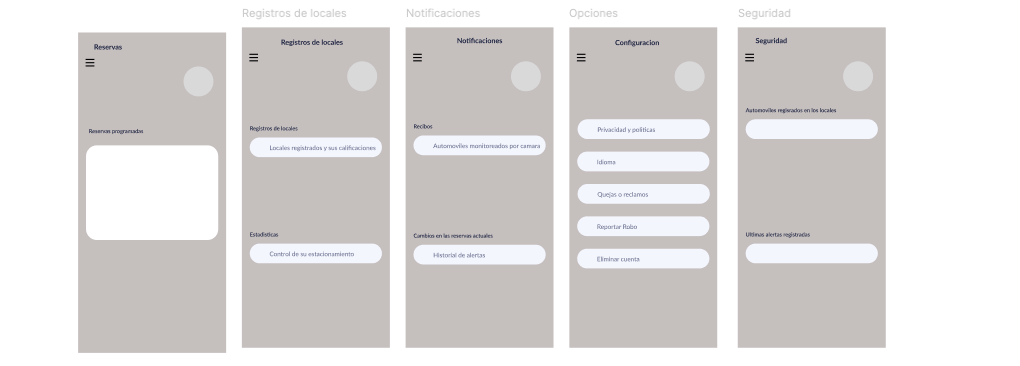 Registros de locales
Notificaciones
Opciones
Seguridad
Reservas
Reservas programadas
Registros de locales
Registros de locales
Locales registrados y sus calificaciones
Estadisticas
Control de su estacionamiento
Notificaciones
Recibos
Automoviles monitoreados por camara
Cambios en las reservas actuales
Historial de alertas
Configuracion
Privacidad y politicas
Idioma
Quejas o reclamos
Reportar Robo
Eliminar cuenta
Seguridad
Automoviles regisrados en los locales
Ultimas alertas registradas